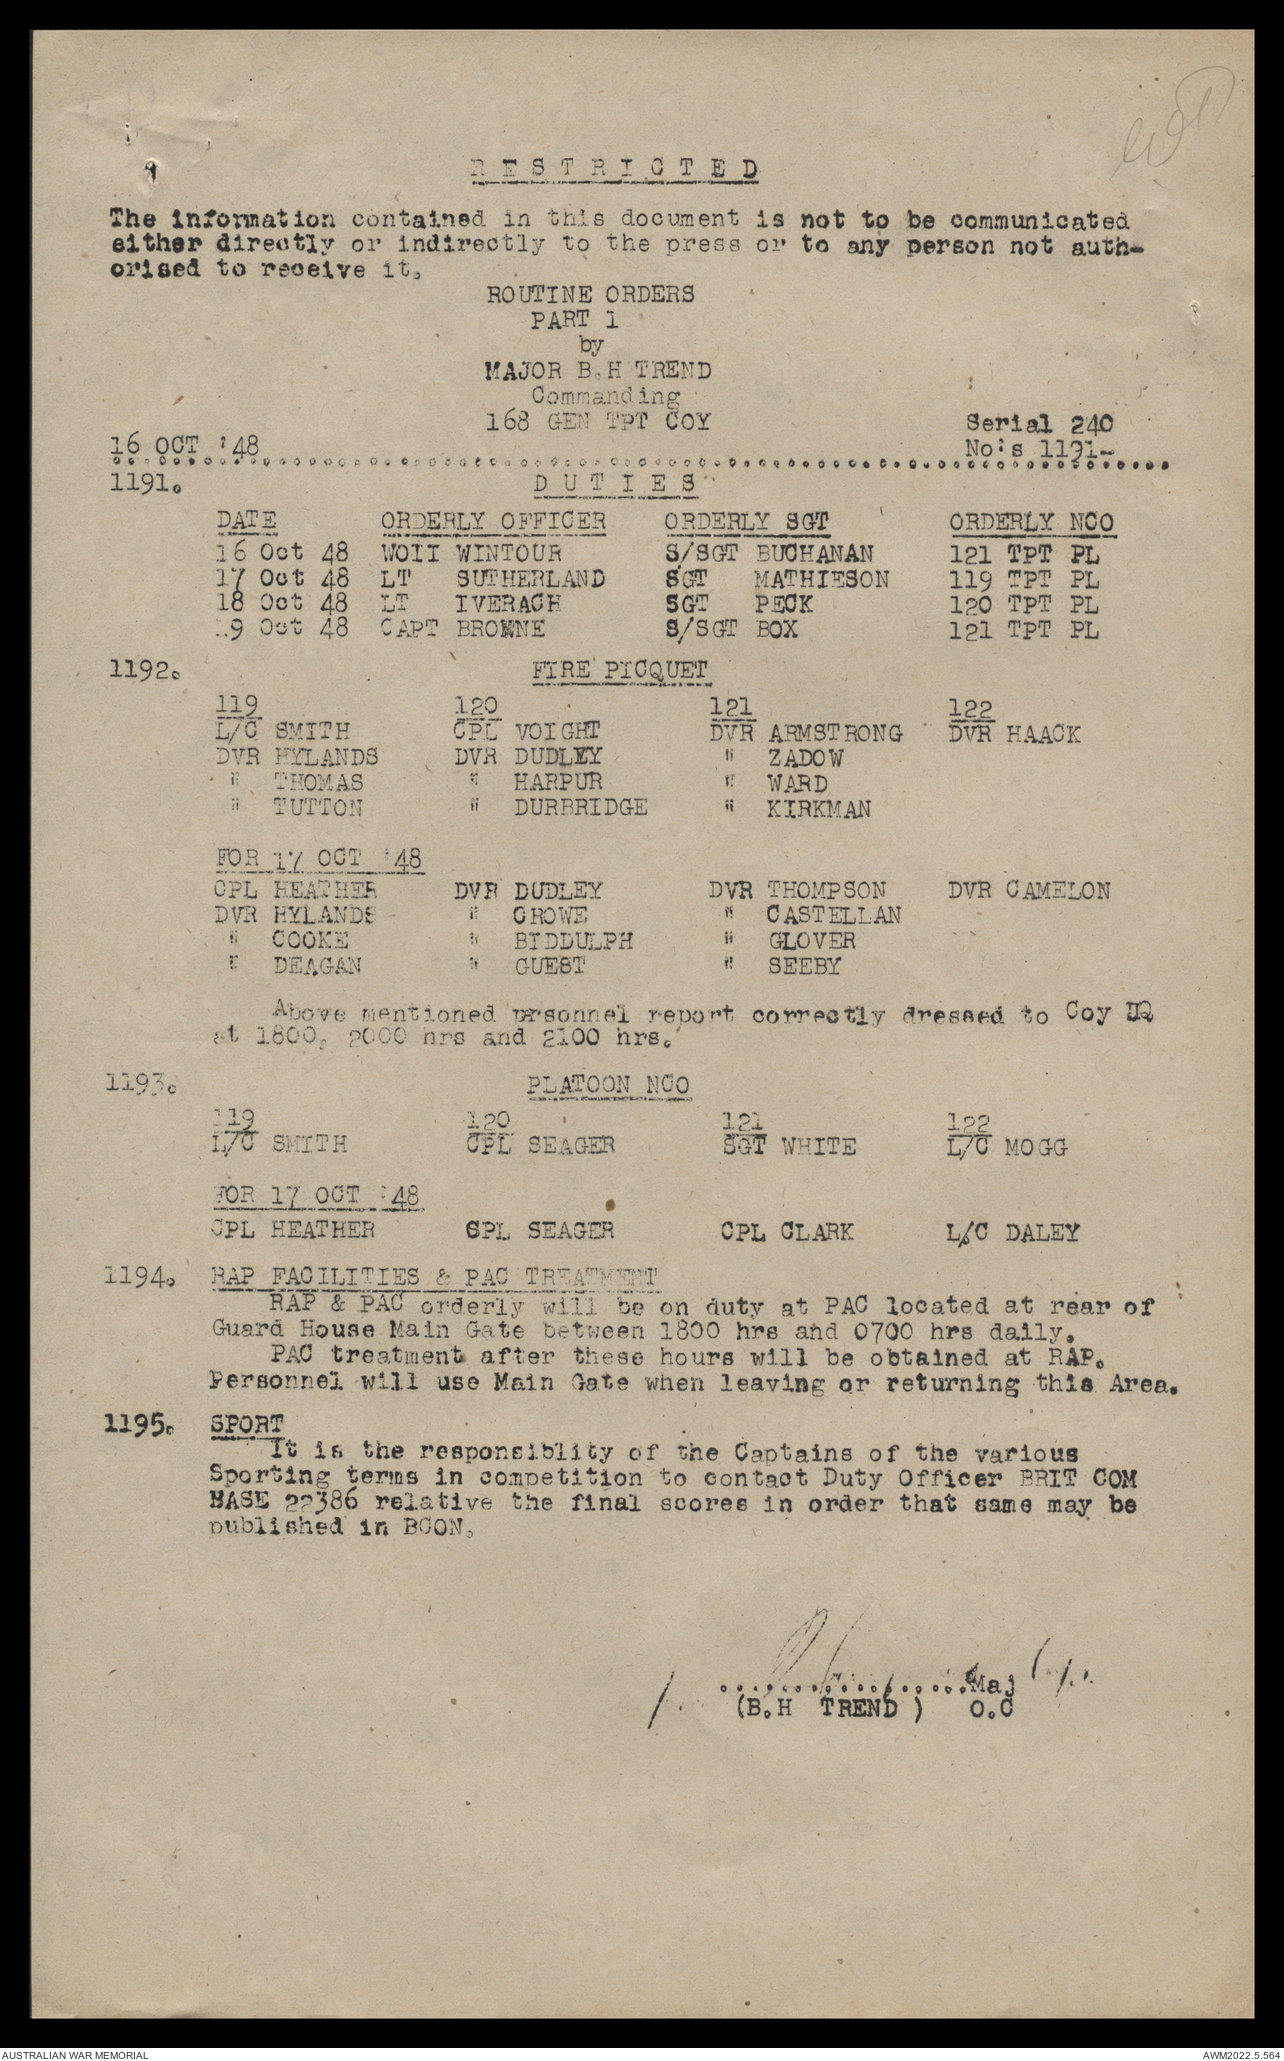 R E S T R I C T E D
The information contained in this document is not to be communicated
either directly or indirectly to the press or to any person not auth-
orised to receive it.
ROUTINE ORDERS
PART 1
by
MAJOR B.H TREND
Commanding
168 GEN TPT COY
Serial 240
16 OCT '48
No's 1191-
1191. D U T I E S
DATE ORDERLY OFFICER ORDERLY SGT ORDERLY NCO
16 Oct 48 WOII WINTOUR S/SGT BUCHANAN 121 TPT PL
17 Oct 48 LT SUTHERLAND SGT MATHIESON 119 TPT PL
18 Oct 48 LT IVERACH SGT PECK 120 TPT PL
19 Oct 48 CAPT BROWNE S/SGT BOX 121 TPT PL
1192. FIRE PICQUET
119 120 121 122
L/C SMITH CPL VOIGHT DVR ARMSTRONG DVR HAACK
DVR HYLANDS DVR DUDLEY " ZADOW
" THOMAS " HARPUR " WARD
" TUTTON " DURBRIDGE " KIRKMAN
FOR 17 OCT '48
CPL HEATHER DVR DUDLEY DVR THOMPSON DVR CAMELON
DVR HYLANDS " CROWE " CASTELLAN
" COOKE " BIDDULPH " GLOVER
" DEAGAN " GUEST " SEEBY
Above mentioned prsonnel report correctly dressed to Coy HQ
at 1800, 2000 hrs and 2100 hrs.
1193. PLATOON NCO
119 120 121 122
L/C SMITH CPL SEAGER SGT WHITE L/C MOGG
FOR 17 OCT '48
CPL HEATHER CPL SEAGER CPL CLARK L/C DALEY
1194. RAP FACILITIES & PAC TREATMENT
RAP & PAC orderly will be on duty at PAC located at rear of
Guard House Main Gate between 1800 hrs and 0700 hrs daily.
PAC treatment after these hours will be obtained at RAP.
Personnel will use Main Gate when leaving or returning this Area.
1195. SPORT
It is the responsiblity of the Captains of the various
Sporting terms in competition to contact Duty Officer BRIT COM
BASE 22386 relative the final scores in order that same may be
published in BCON.
.................Maj
(B.H TREND ) O.C
AUSTRALIAN WAR MEMORIAL
AWM2022.5.564